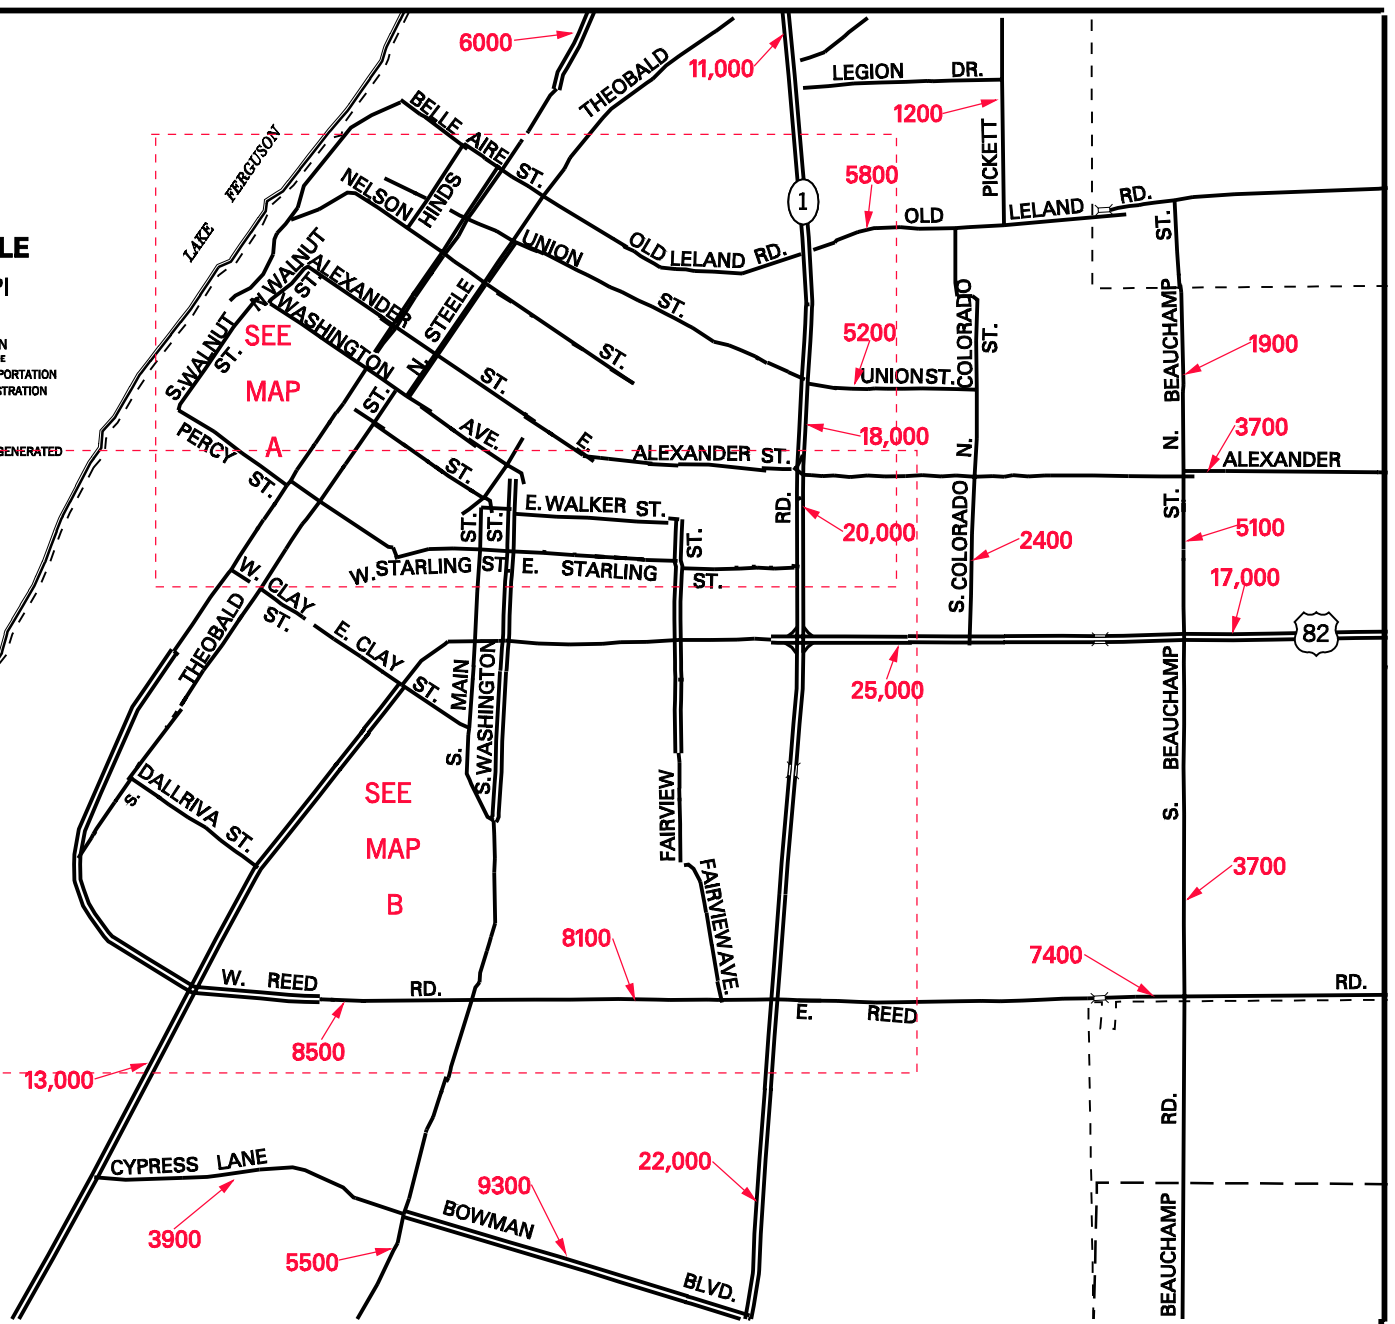 6000
11,000
THEOBALD
LEGION DR.
1200
PICKETT
BELLE AIRE ST.
LAKE FERGUSON
HINDS
NELSON
5800
1
OLD LELAND RD.
ST.
LE
PI
N. WALNUT
ST.
UNION
ST.
OLD LELAND RD.
ALEXANDER
WASHINGTON
N. STEELE
ST.
COLORADO
ST.
N.
BEAUCHAMP
N.
ST.
N
E
PORTATION
STRATION
SEE
MAP
A
S. WALNUT
ST.
ST.
5200
UNION ST.
1900
ST.
GENERATED
PERCY ST.
AVE.
ST.
E. ALEXANDER ST.
18,000
3700
ALEXANDER
RD.
20,000
S. COLORADO
2400
5100
E. WALKER ST.
ST.
ST.
ST.
W. STARLING ST.
E. STARLING ST.
17,000
82
W. CLAY
ST.
E. CLAY
ST.
THEOBALD
S. MAIN
S. WASHINGTON
25,000
S. BEAUCHAMP
DALLRIVA ST.
S.
SEE
MAP
B
FAIRVIEW
FAIRVIEW AVE.
3700
8100
7400
W. REED RD.
E. REED
RD.
8500
13,000
RD.
CYPRESS LANE
22,000
9300
3900
BOWMAN
5500
BLVD.
BEAUCHAMP